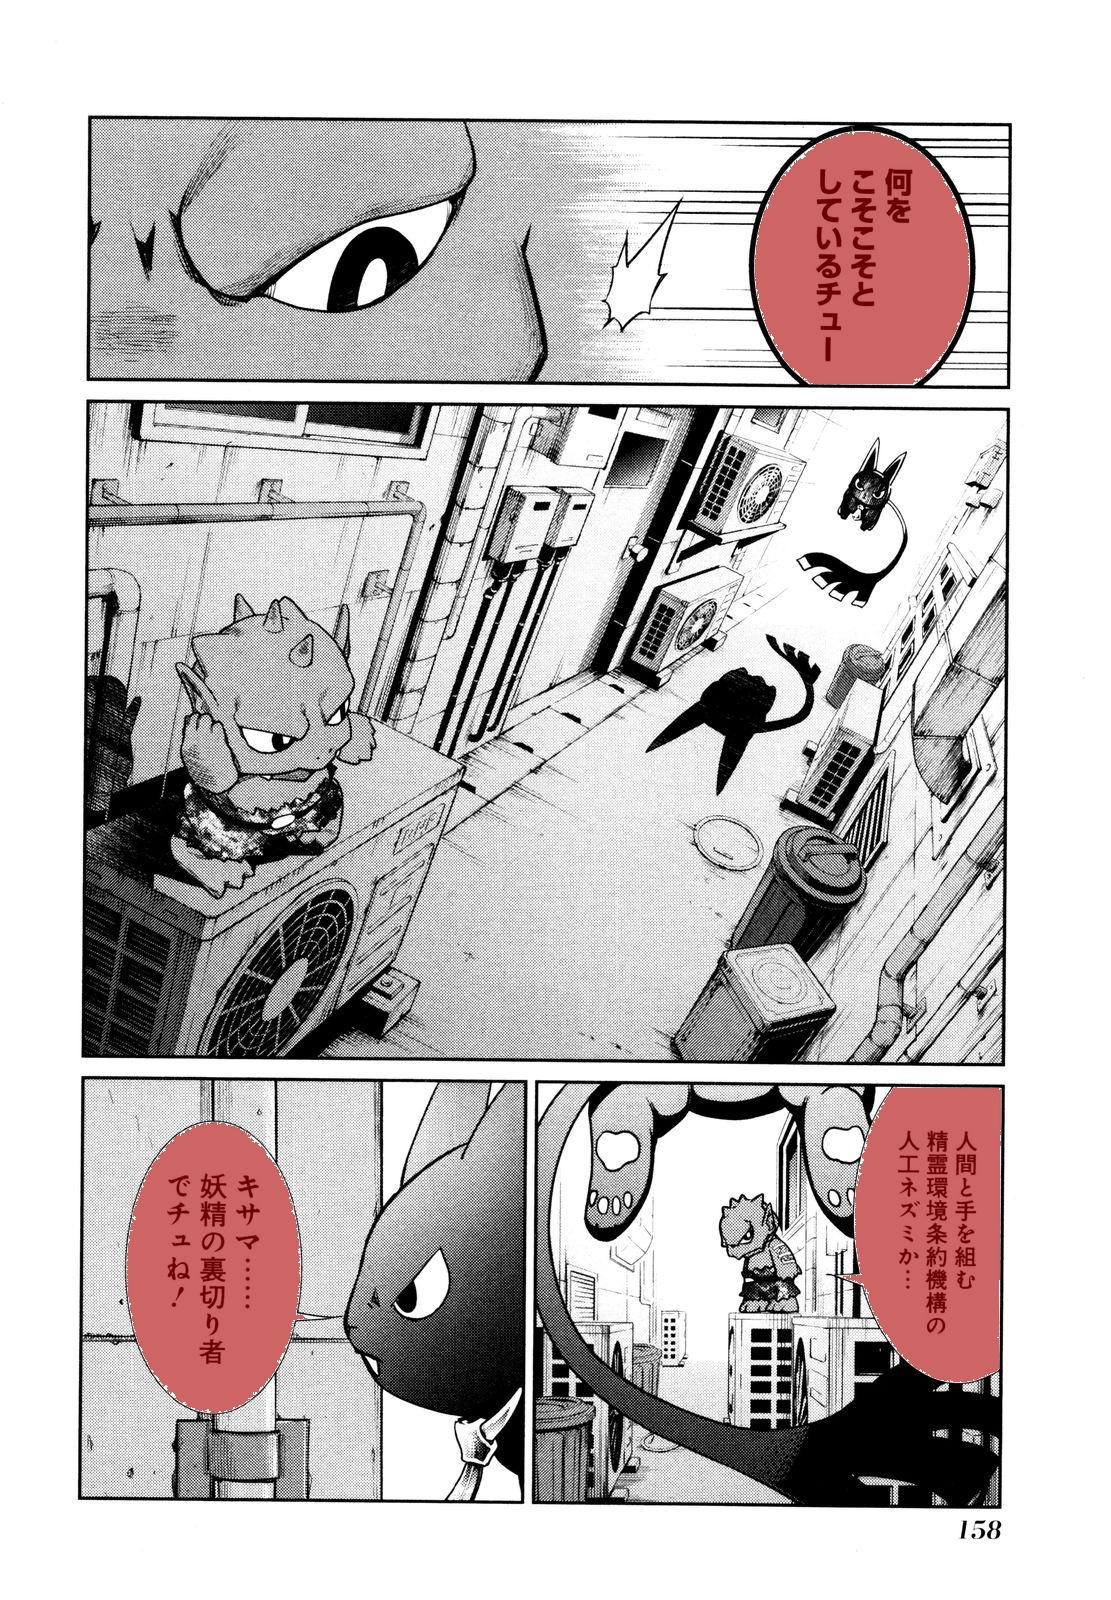 何を
こそこそと
しているチュー
人間と手を組む
精霊環境条約機構の
人工ネズミか…
キサマ……
妖精の裏切り者
でチュね！
158